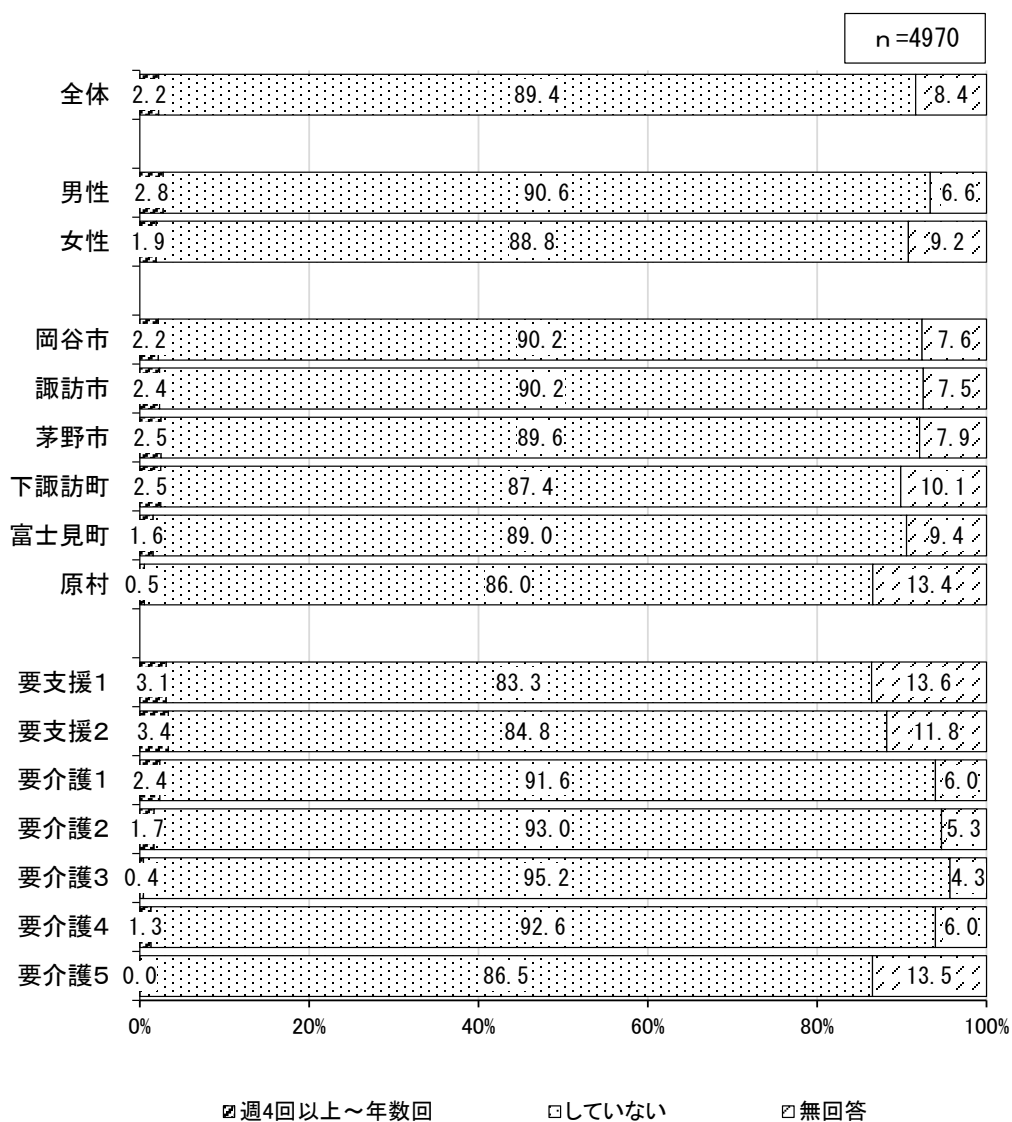 ｎ=4970
全体 2.2 89.4 8.4
男性 2.8 90.6 6.6
女性 1.9 88.8 9.2
岡谷市 2.2 90.2 7.6
諏訪市 2.4 90.2 7.5
茅野市 2.5 89.6 7.9
下諏訪町 2.5 87.4 10.1
富士見町 1.6 89.0 9.4
原村 0.5 86.0 13.4
要支援１ 3.1 83.3 13.6
要支援２ 3.4 84.8 11.8
要介護１ 2.4 91.6 6.0
要介護２ 1.7 93.0 5.3
要介護３ 0.4 95.2 4.3
要介護４ 1.3 92.6 6.0
要介護５ 0.0 86.5 13.5
0% 20% 40% 60% 80% 100%
週4回以上～年数回 していない 無回答